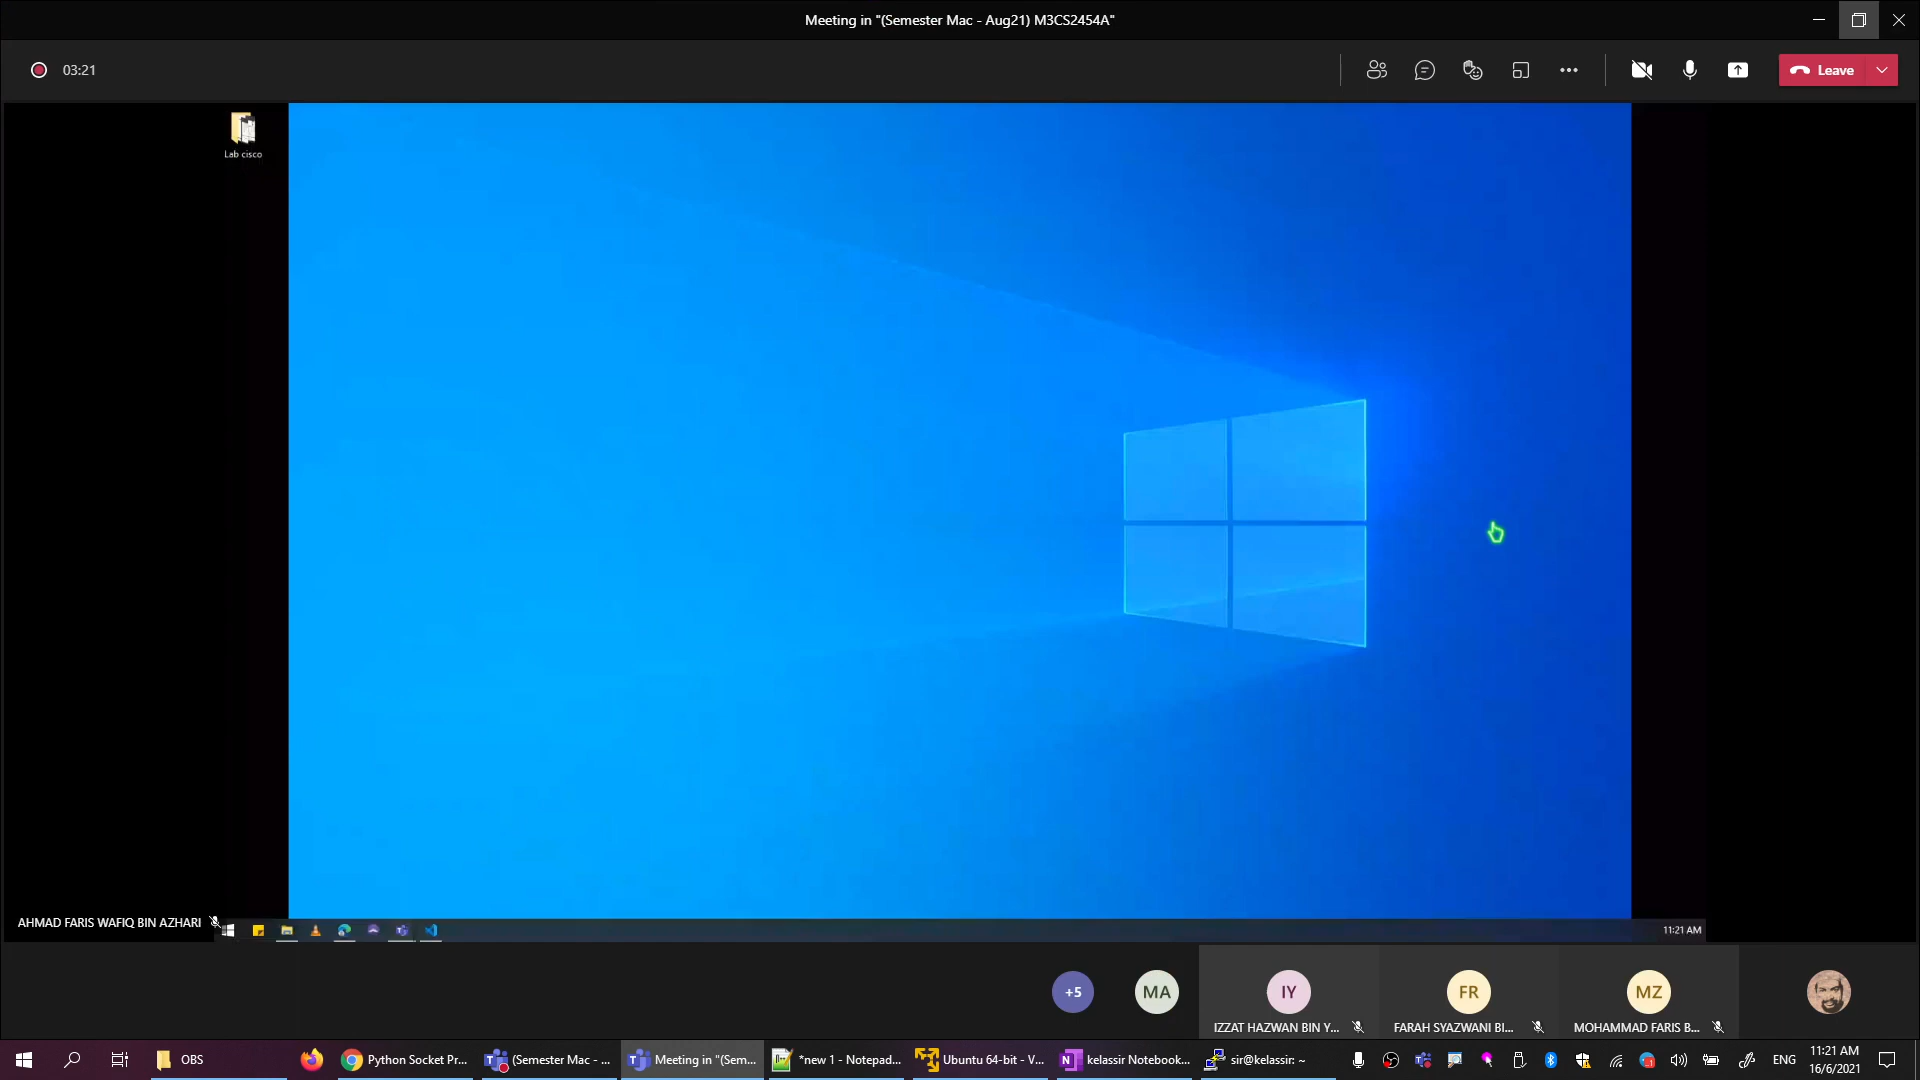 Meeting in "(Semester Mac - Aug21) M3CS2454A"
03:21
Leave
Lab cisco
AHMAD FARIS WAFIQ BIN AZHARI
11:21 AM
+5
MA
IY
FR
MZ
IZZAT HAZWAN BIN Y...
FARAH SYAZWANI BI...
MOHAMMAD FARIS B...
OBS
Python Socket Pr...
(Semester Mac - ...
Meeting in "(Sem...
*new 1 - Notepad...
Ubuntu 64-bit - V...
kelassir Notebook...
sir@kelassir: ~
ENG
11:21 AM
16/6/2021